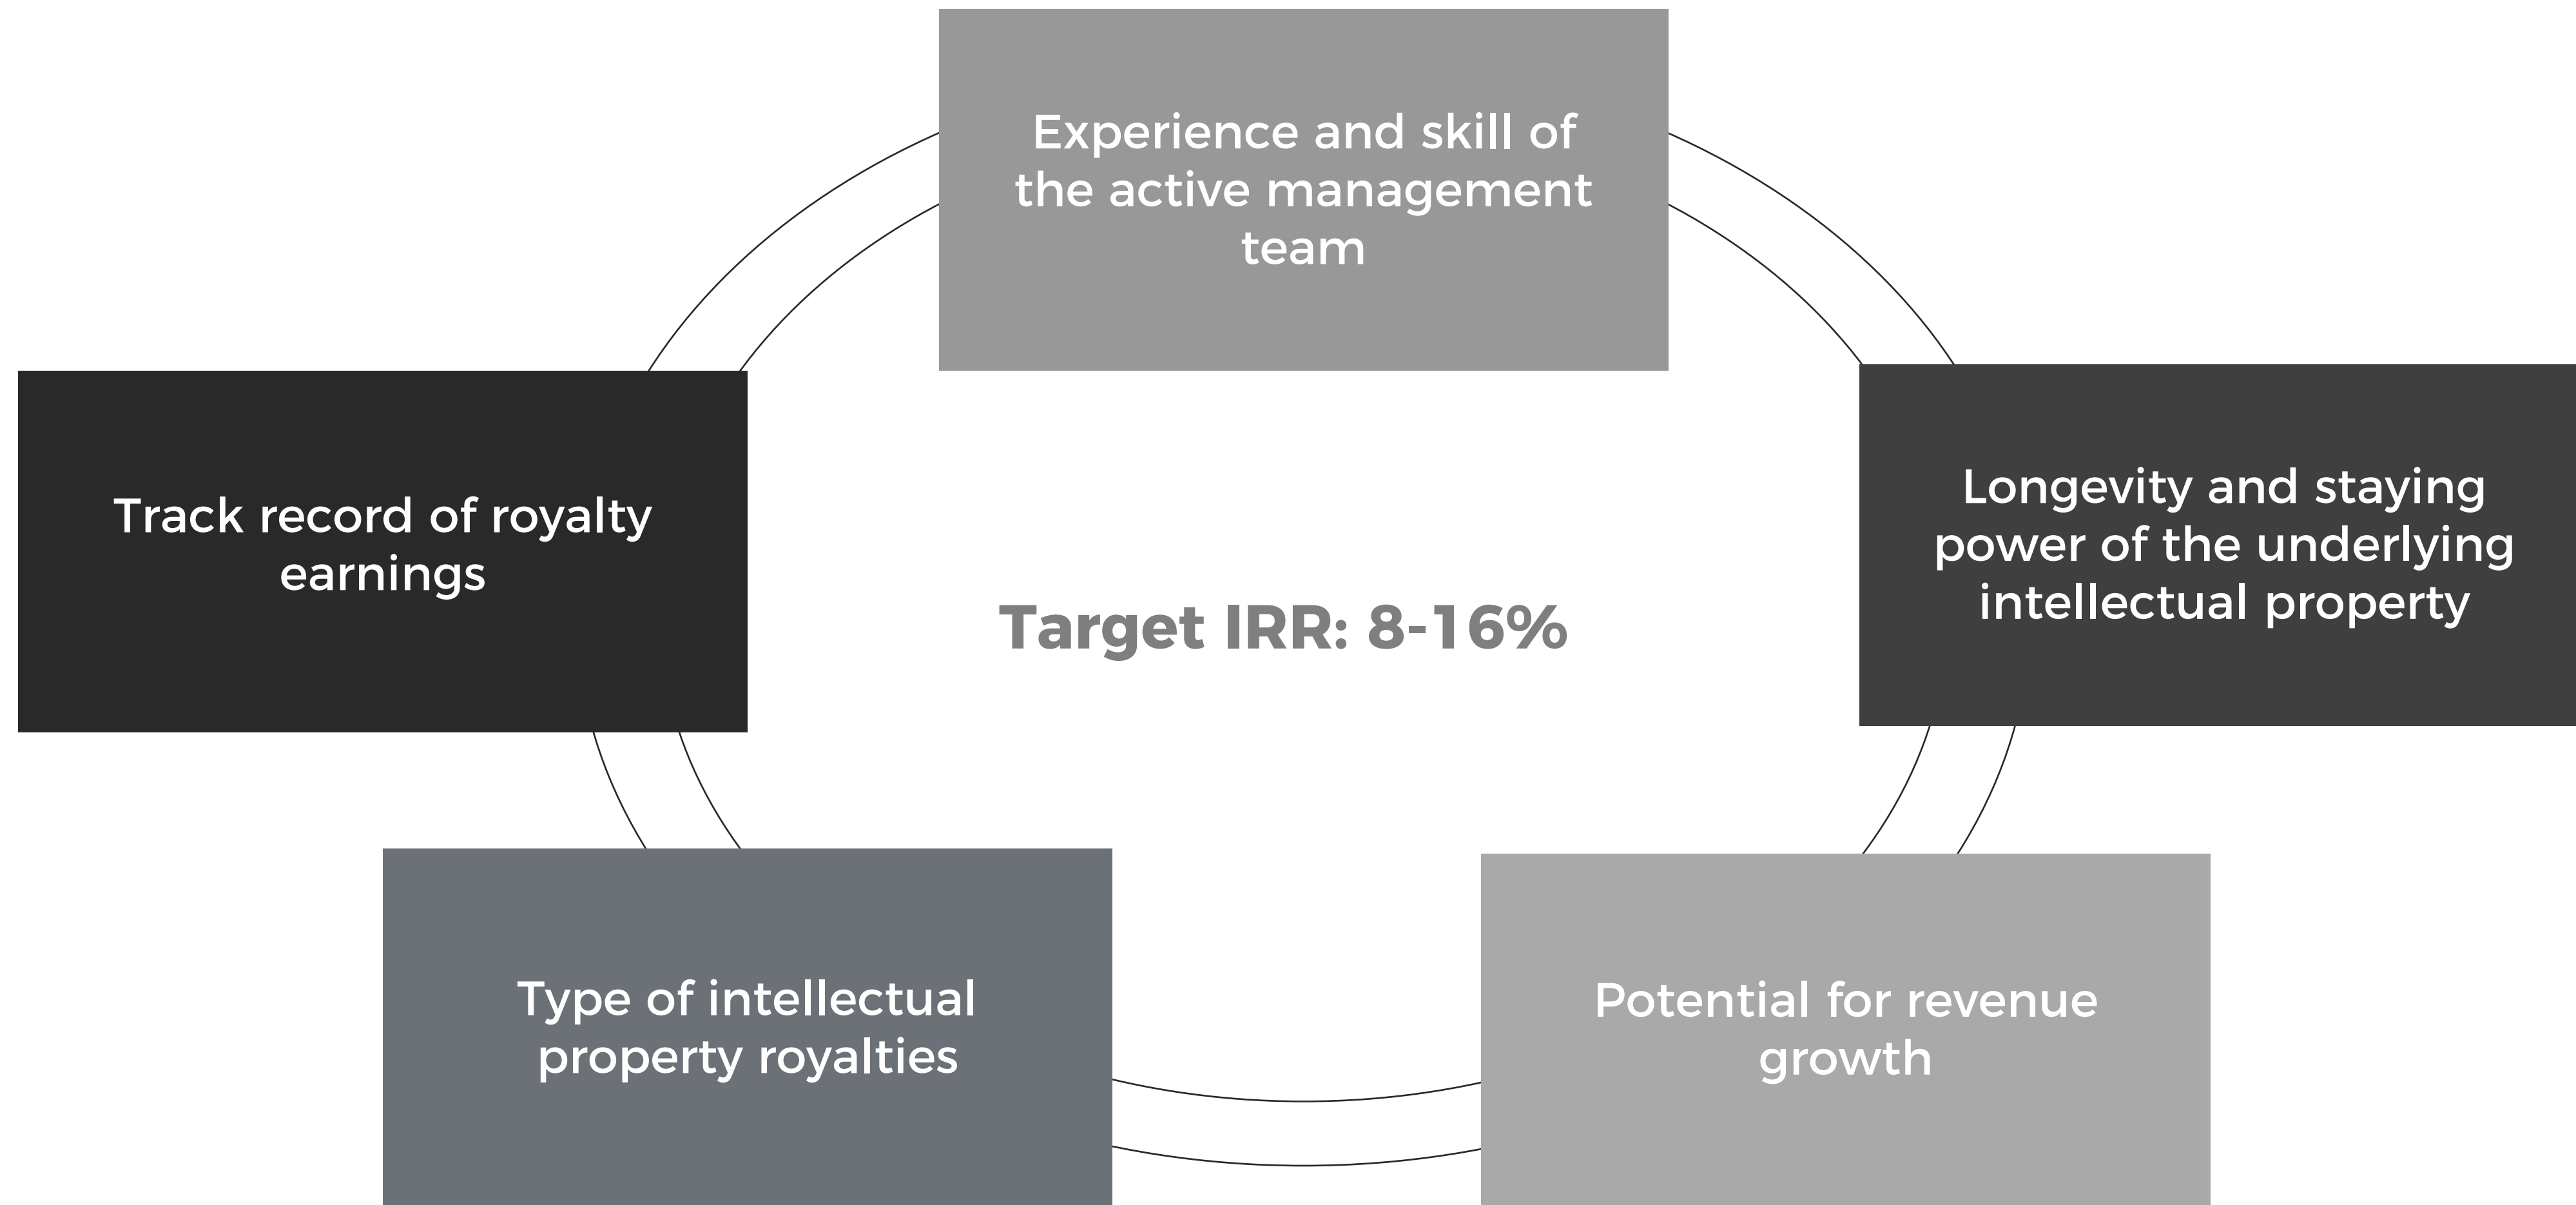 Experience and skill of
the active management
team
Track record of royalty
earnings
Longevity and staying
power of the underlying
intellectual property
Target IRR: 8-16%
Type of intellectual
property royalties
Potential for revenue
growth